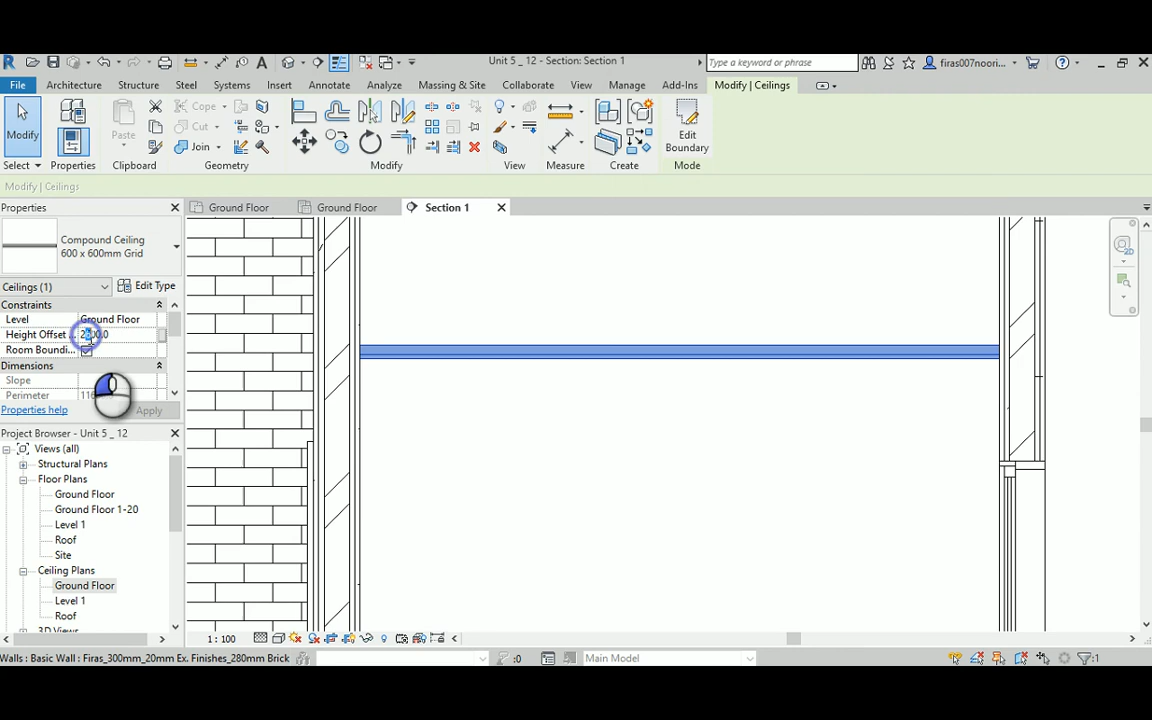 Unit 5 _ 12 - Section: Section 1
Type a keyword or phrase
firas007noori...
File
Architecture
Structure
Steel
Systems
Insert
Annotate
Analyze
Massing & Site
Collaborate
View
Manage
Add-Ins
Modify | Ceilings
Modify
Properties
Paste
Cope
Cut
Join
Edit
Boundary
Select
Properties
Clipboard
Geometry
Modify
View
Measure
Create
Mode
Modify | Ceilings
Properties
Ground Floor
Ground Floor
Section 1
Compound Ceiling
600 x 600mm Grid
Ceilings (1)
Edit Type
Constraints
Level
Ground Floor
Height Offset ...
Room Boundi...
Dimensions
Slope
Perimeter
Properties help
Apply
Project Browser - Unit 5 _ 12
Views (all)
Structural Plans
Floor Plans
Ground Floor
Ground Floor 1-20
Level 1
Roof
Site
Ceiling Plans
Ground Floor
Level 1
Roof
3D Views
1 : 100
Walls : Basic Wall : Firas_300mm_20mm Ex. Finishes_280mm Brick
:0
Main Model
:1